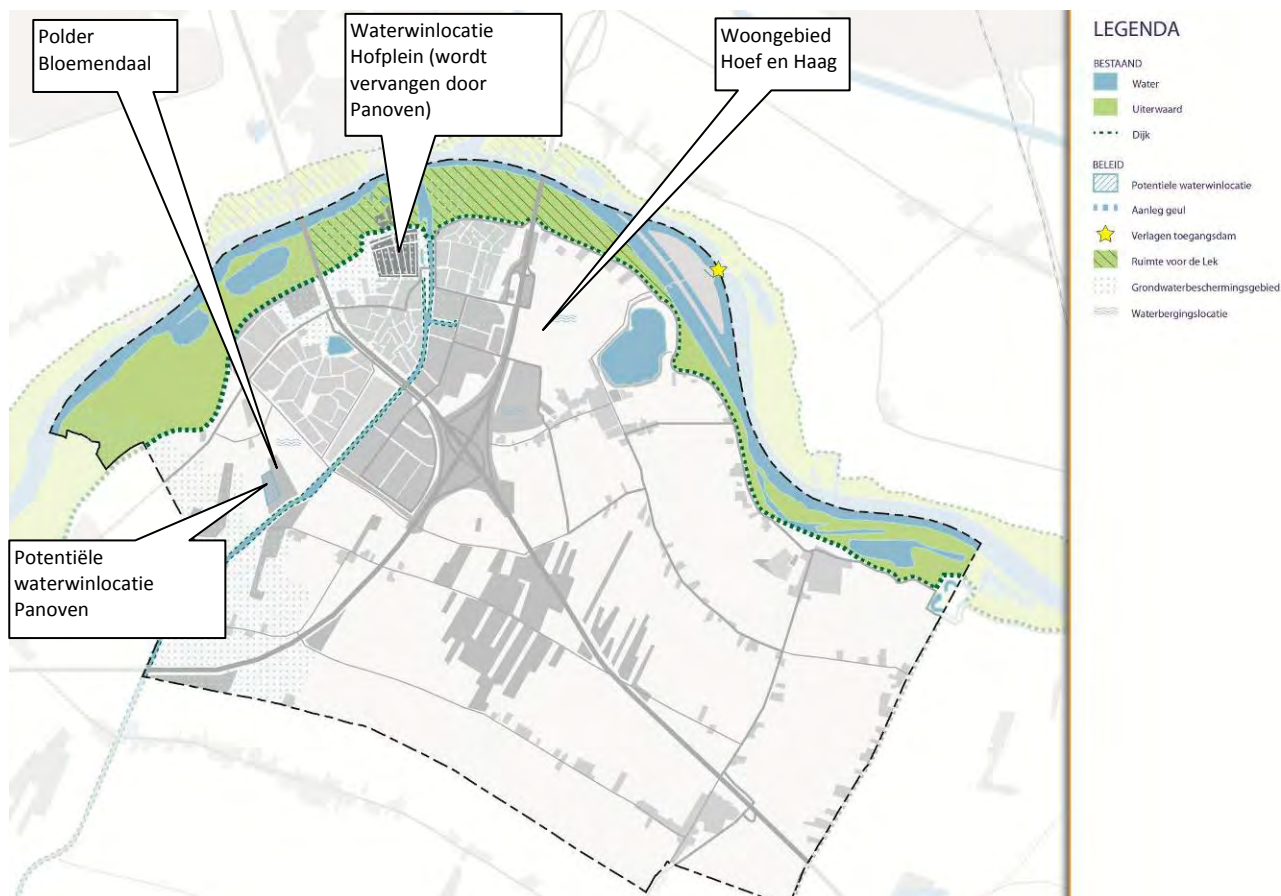 Polder
Bloemendaal
Waterwinlocatie
Hofplein (wordt
vervangen door
Panoven)
Woongebied
Hoef en Haag
Potentiële
waterwinlocatie
Panoven
LEGENDA
BESTAAND
Water
Uiterwaard
Dijk
BELEID
Potentiele waterwinlocatie
Aanleg geul
Verlagen toegangsdam
Ruimte voor de Lek
Grondwaterbeschermingsgebied
Waterbergingslocatie